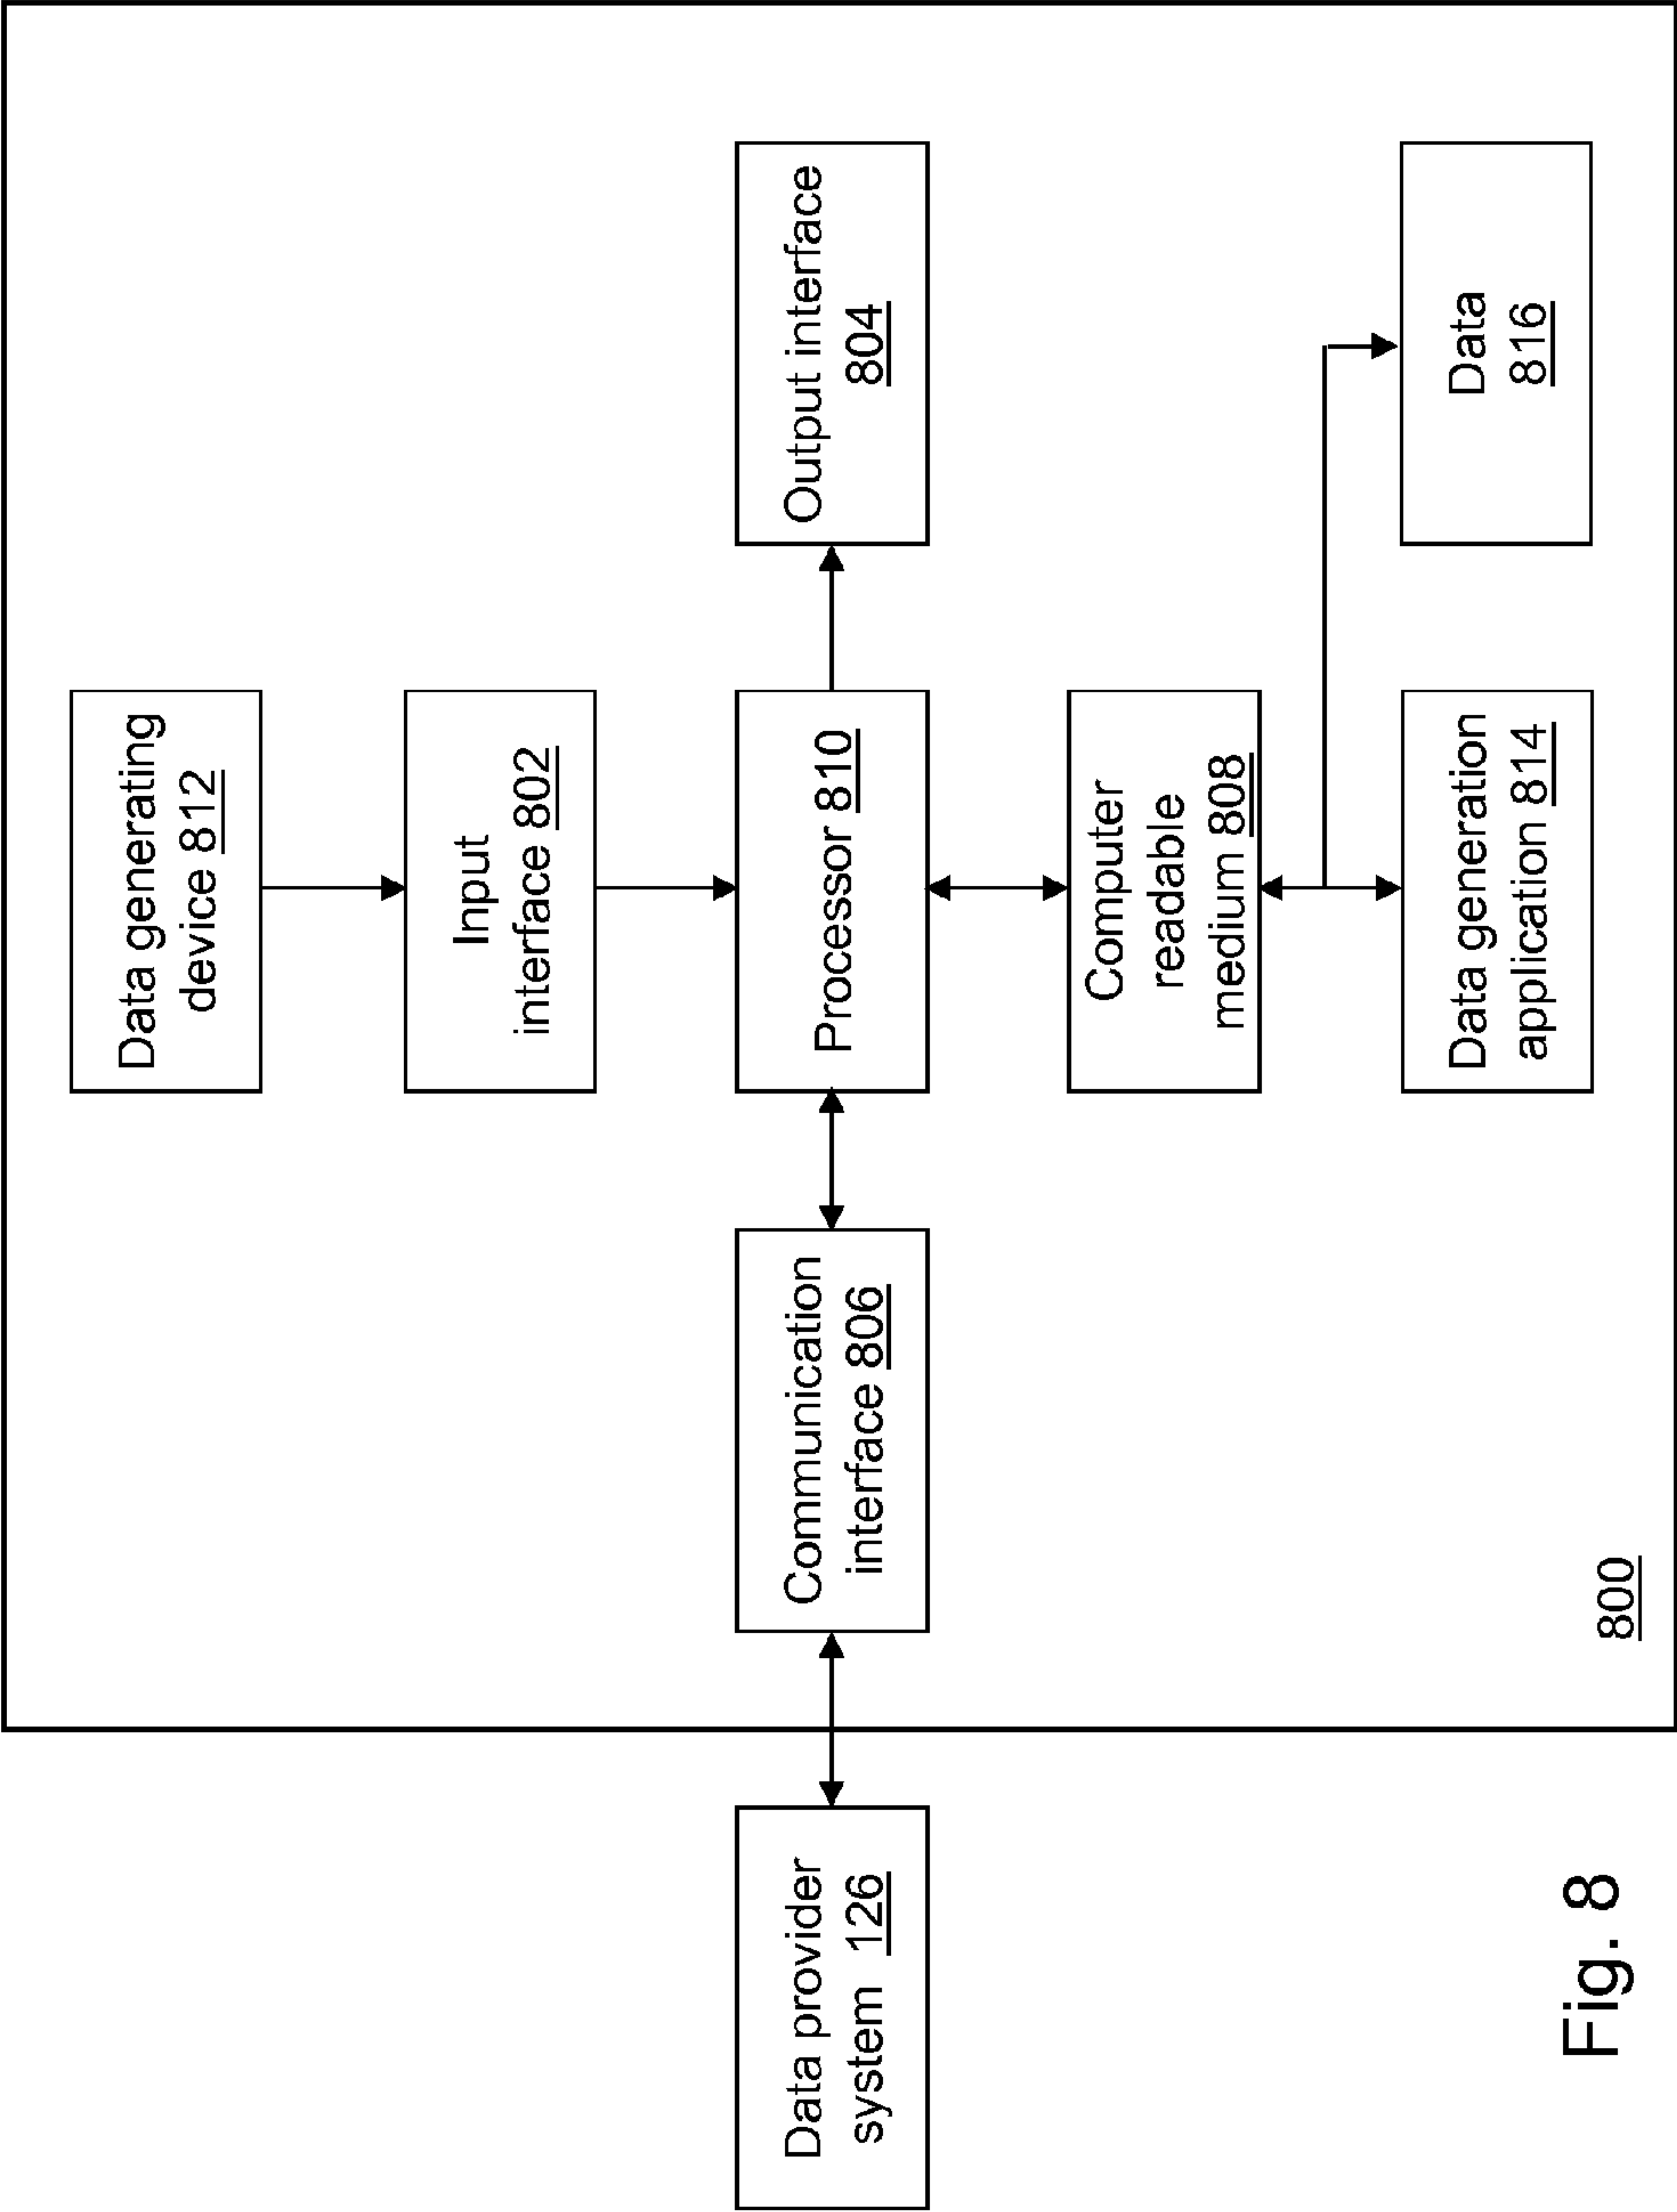 Data generating
device 812
Input
interface 802
Data provider
system 126
Communication
interface 806
Processor 810
Output interface
804
Computer
readable
medium 808
Data generation
application 814
Data
816
800
Fig. 8